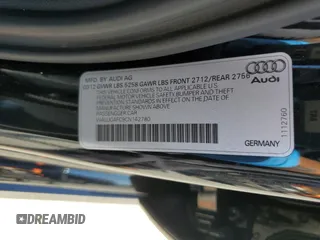 MFD. BY AUDI AG
GVWR LBS 5258 GAWR LBS FRONT 2712/REAR 2756
THIS VEHICLE CONFORMS TO ALL APPLICABLE U.S.
FEDERAL MOTOR VEHICLE SAFETY BUMPER AND THEFT
PREVENTION STANDARDS IN EFFECT ON THE DATE OF
MANUFACTURE SHOWN ABOVE.
PASSENGER CAR
Audi
1112760
GERMANY
DREAMBID